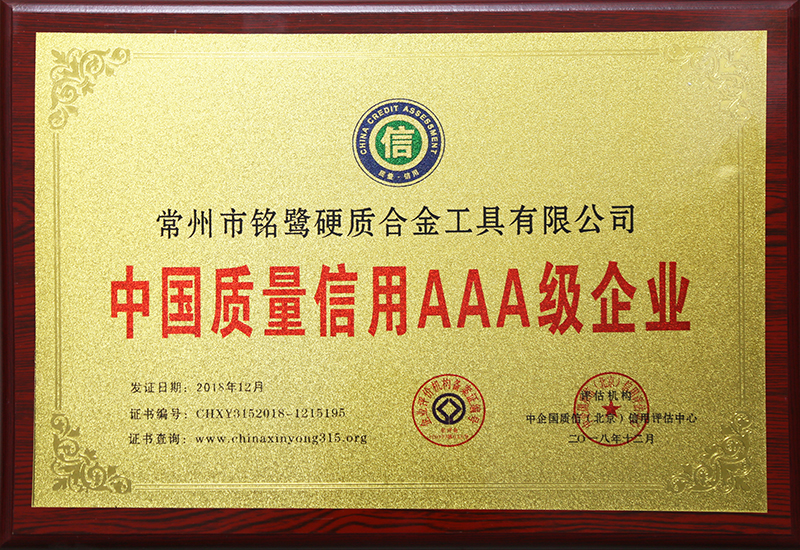 CHINA CREDIT ASSESSMENT
信
质量·信用
常州市铭鹭硬质合金工具有限公司
中国质量信用AAA级企业
发证日期：2018年12月
证书编号：CHXY3152018-1215195
证书查询：www.chinaxinyong315.org
评估机构
中企国质信（北京）信用评估中心
二〇一八年十二月